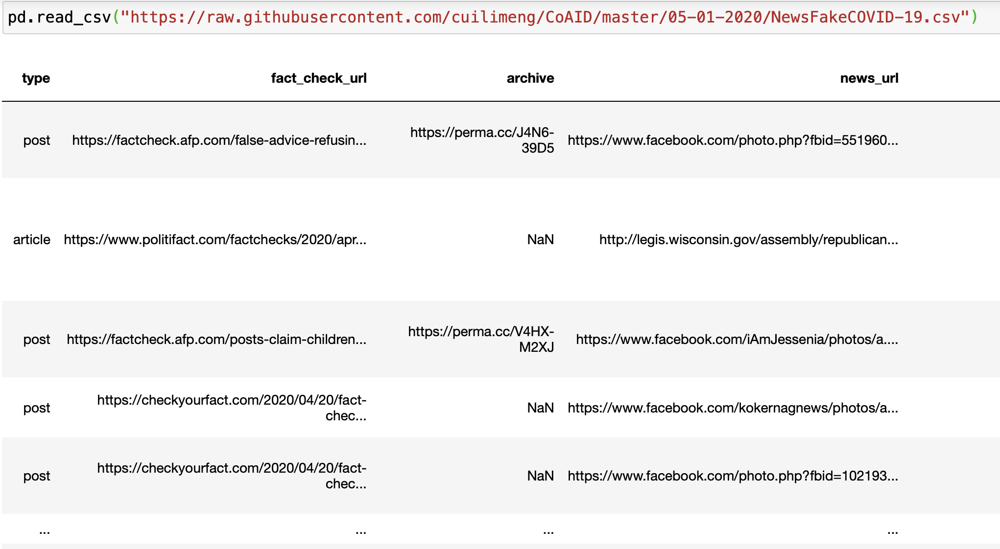 pd.read_csv("https://raw.githubusercontent.com/cuilimeng/CoAID/master/05-01-2020/NewsFakeCOVID-19.csv")
type fact_check_url archive news_url
post https://factcheck.afp.com/false-advice-refusin... https://perma.cc/J4N6-
39D5 https://www.facebook.com/photo.php?fbid=551960...
article https://www.politifact.com/factchecks/2020/apr... NaN http://legis.wisconsin.gov/assembly/republican...
post https://factcheck.afp.com/posts-claim-children... https://perma.cc/V4HX-
M2XJ https://www.facebook.com/iAmJessenia/photos/a....
post https://checkyourfact.com/2020/04/20/fact-
chec... NaN https://www.facebook.com/kokernagnews/photos/a...
post https://checkyourfact.com/2020/04/20/fact-
chec... NaN https://www.facebook.com/photo.php?fbid=102193...
... ... ... ...